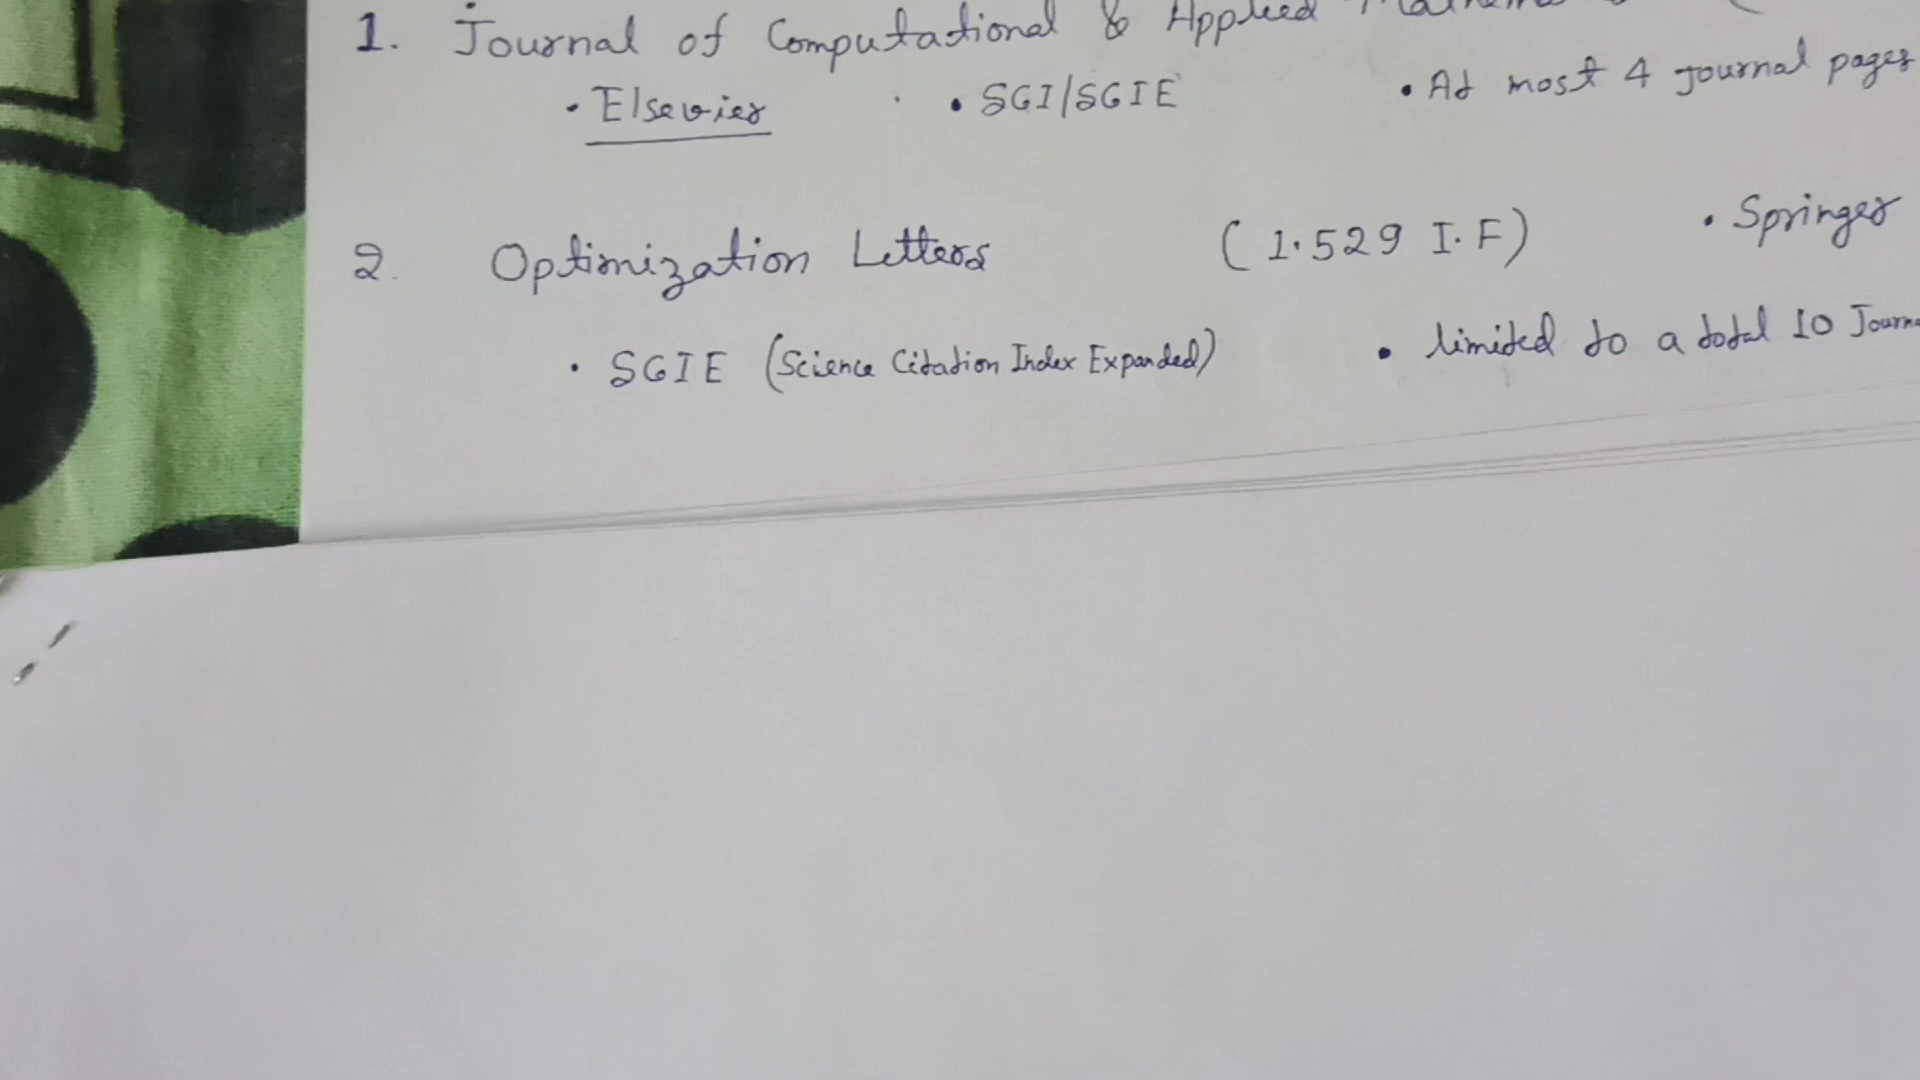 1. Journal of Computational & Applied
• Elsevier • SCI/SCIE • At most 4 journal pages
2. Optimization Letters (1.529 I.F) • Springer
• SCIE (Science Citation Index Expanded) • limited to a total 10